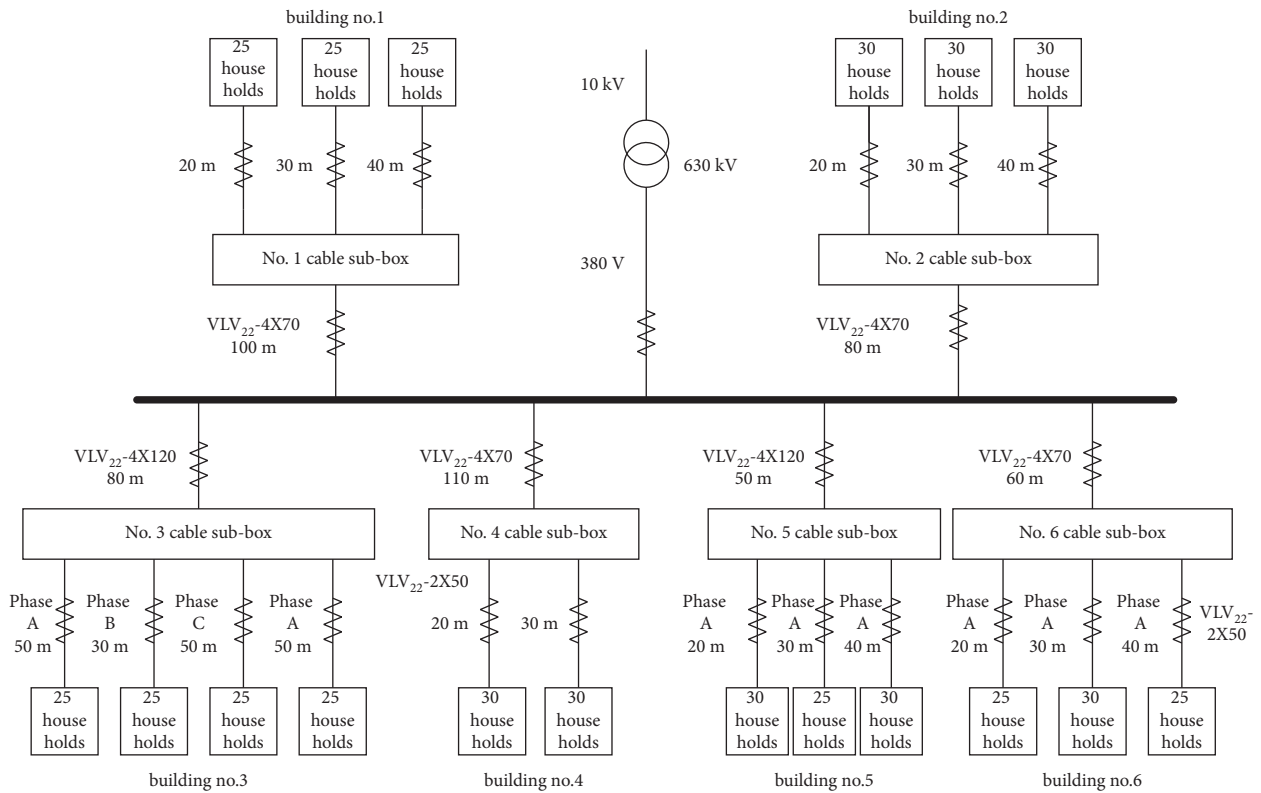 building no.1
25
house
holds
25
house
holds
25
house
holds
20 m
30 m
40 m
No. 1 cable sub-box
VLV22-4X70
100 m
10 kV
630 kV
380 V
building no.2
30
house
holds
30
house
holds
30
house
holds
20 m
30 m
40 m
No. 2 cable sub-box
VLV22-4X70
80 m
VLV22-4X120
80 m
No. 3 cable sub-box
Phase
A
50 m
Phase
B
30 m
Phase
C
50 m
Phase
A
50 m
25
house
holds
25
house
holds
25
house
holds
25
house
holds
building no.3
VLV22-4X70
110 m
No. 4 cable sub-box
VLV22-2X50
20 m
30 m
30
house
holds
30
house
holds
building no.4
VLV22-4X120
50 m
No. 5 cable sub-box
Phase
A
20 m
Phase
A
30 m
Phase
A
40 m
30
house
holds
25
house
holds
30
house
holds
building no.5
VLV22-4X70
60 m
No. 6 cable sub-box
Phase
A
20 m
Phase
A
30 m
Phase
A
40 m
VLV22-
2X50
25
house
holds
30
house
holds
25
house
holds
building no.6